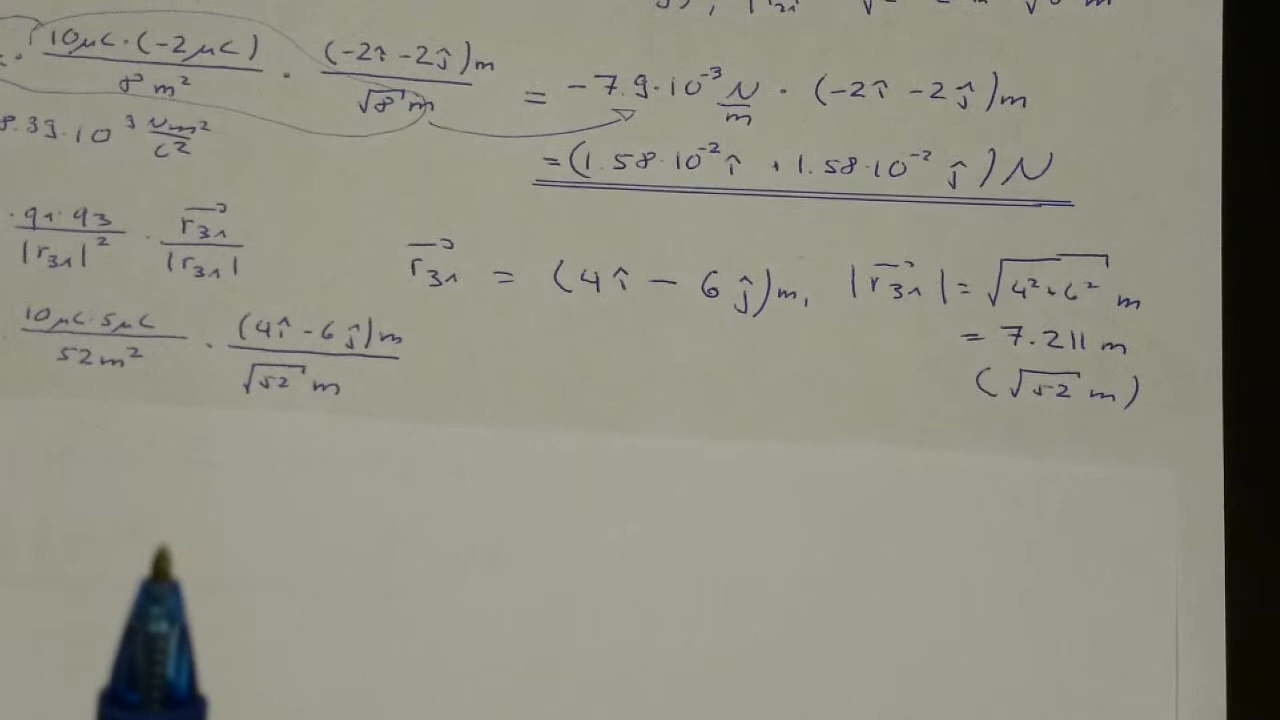 10μC·(-2μC) / 8 m² · (-2î - 2ĵ)m / √8 m = -7.9·10⁻³ N/m · (-2î - 2ĵ)m
8.99·10⁹ Nm²/C²
=(1.58·10⁻² î + 1.58·10⁻² ĵ) N
·q1·q3 / |r31|² · r31⃗ / |r31| r31⃗ = (4î - 6ĵ)m, |r31⃗| = √4²+6² m
10μC·5μC / 52m² · (4î - 6ĵ)m / √52 m = 7.211 m
(√52 m)